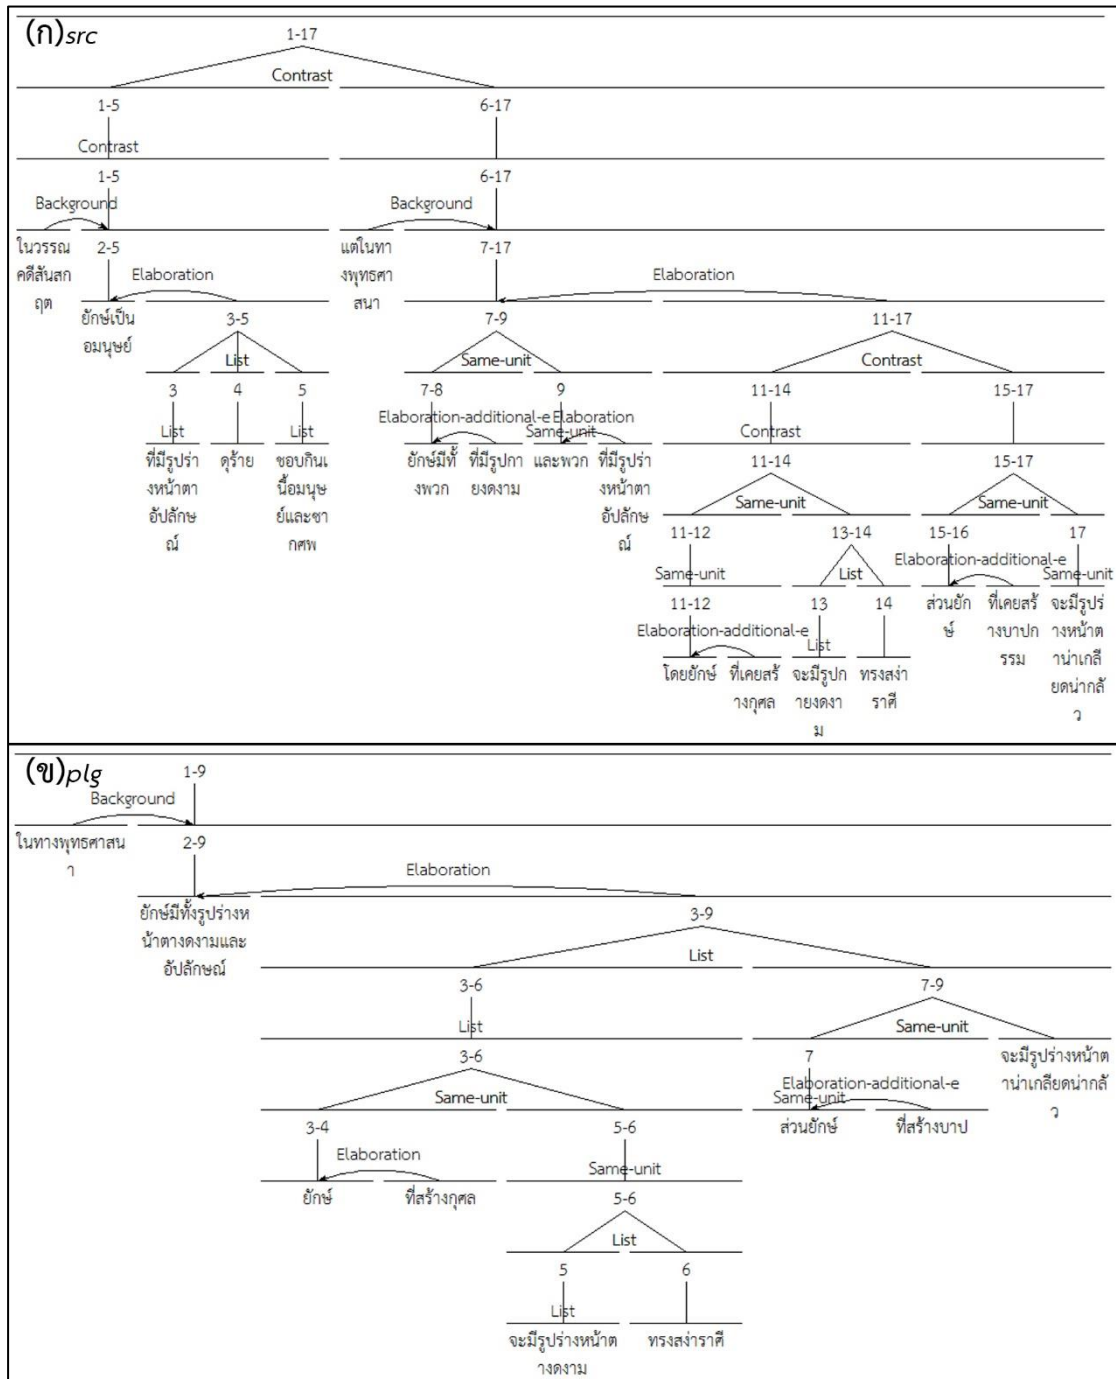 (ก)src
1-17
Contrast
1-5
6-17
Contrast
1-5
6-17
Background
Background
ในวรรณ
คดีสันสก
ฤต
2-5
แต่ในทา
งพุทธศา
สนา
7-17
Elaboration
Elaboration
ยักษ์เป็น
อมนุษย์
3-5
7-9
11-17
List
Same-unit
Contrast
3
4
5
7-8
9
11-14
15-17
List
List
Elaboration-additional-e
Elaboration
Same-unit
Contrast
ที่มีรูปร่า
งหน้าตา
อัปลักษ
ณ์
ดุร้าย
ชอบกินเ
นื้อมนุษ
ย์และซา
กศพ
ยักษ์มีทั้
งพวก
ที่มีรูปกา
ยงดงาม
และพวก
ที่มีรูปร่า
งหน้าตา
อัปลักษ
ณ์
11-14
15-17
Same-unit
Same-unit
11-12
13-14
15-16
17
Same-unit
List
Elaboration-additional-e
Same-unit
11-12
13
14
ส่วนยัก
ษ์
ที่เคยสร้
างบาปก
รรม
จะมีรูปร่
างหน้าต
าน่าเกลี
ยดน่ากลั
ว
Elaboration-additional-e
List
โดยยักษ์
ที่เคยสร้
างกุศล
จะมีรูปก
ายงดงา
ม
ทรงสง่า
ราศี
(ข)plg
1-9
Background
ในทางพุทธศาสน
า
2-9
Elaboration
ยักษ์มีทั้งรูปร่างห
น้าตางดงามและ
อัปลักษณ์
3-9
List
3-6
7-9
List
Same-unit
3-6
7
จะมีรูปร่างหน้าต
าน่าเกลียดน่ากลั
ว
Same-unit
Elaboration-additional-e
Same-unit
3-4
5-6
ส่วนยักษ์
ที่สร้างบาป
Elaboration
Same-unit
ยักษ์
ที่สร้างกุศล
5-6
List
5
6
List
จะมีรูปร่างหน้าต
างดงาม
ทรงสง่าราศี